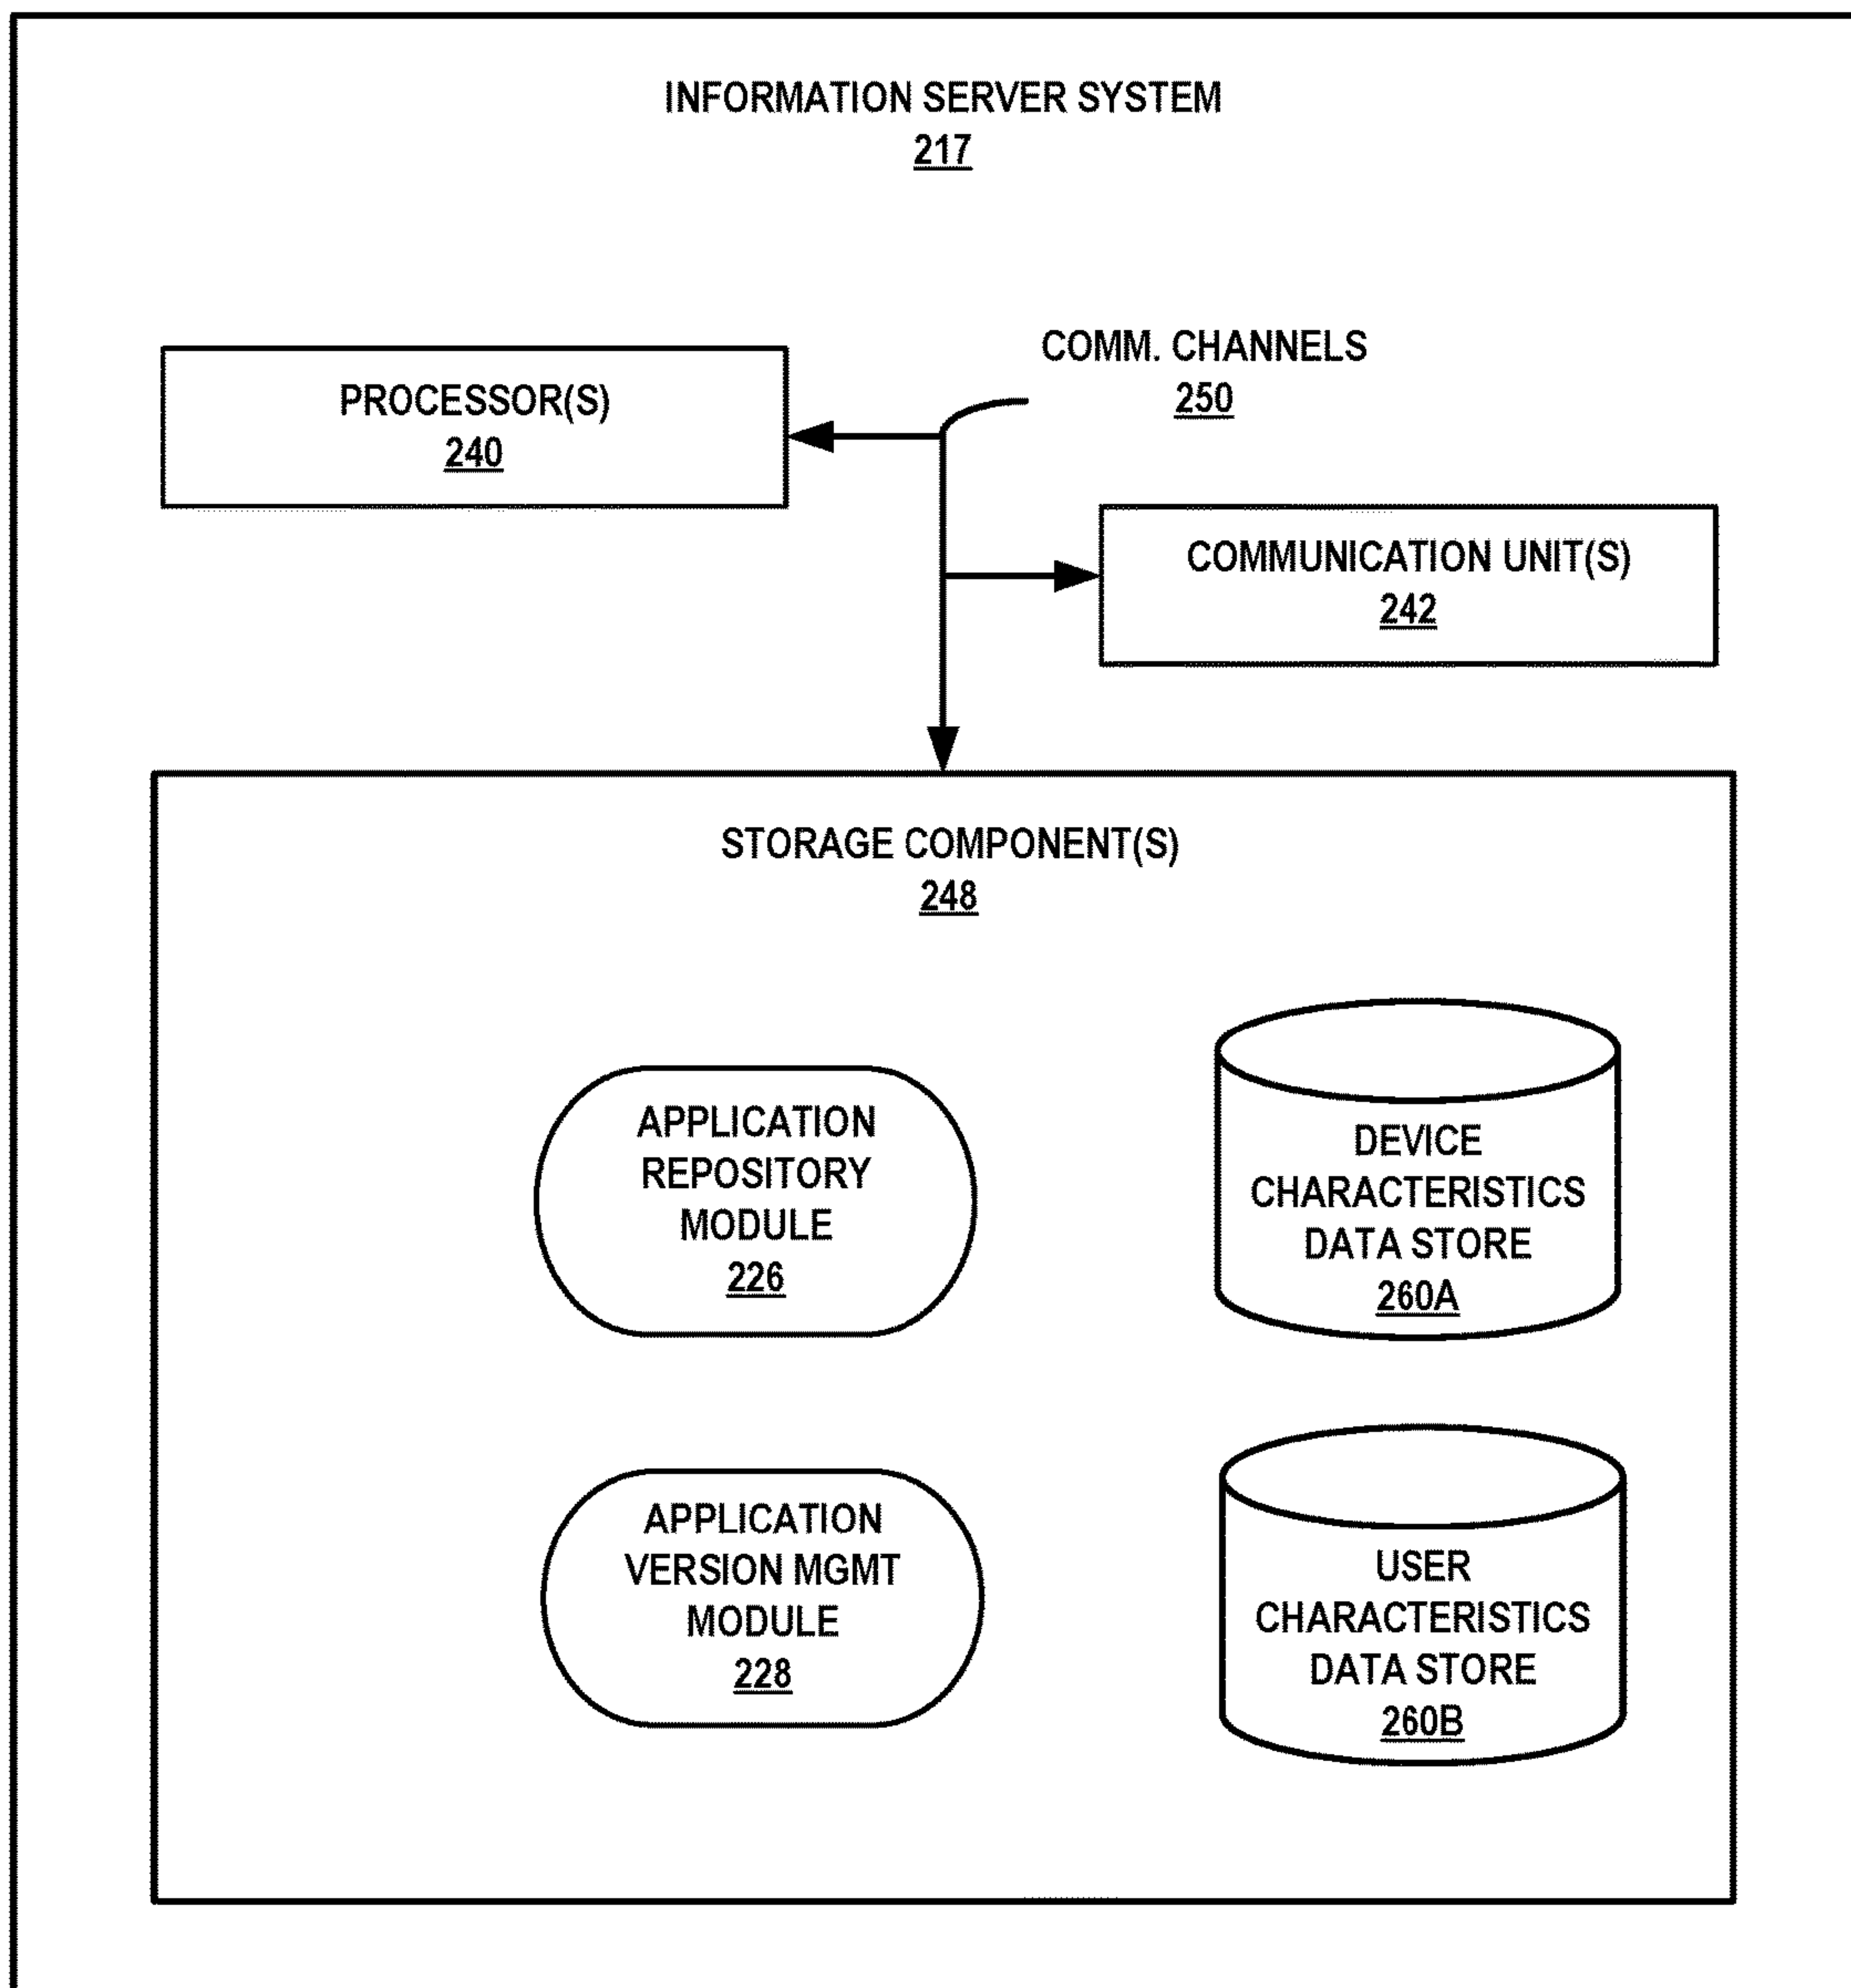 INFORMATION SERVER SYSTEM
217
COMM. CHANNELS
250
PROCESSOR(S)
240
COMMUNICATION UNIT(S)
242
STORAGE COMPONENT(S)
248
APPLICATION
REPOSITORY
MODULE
226
DEVICE
CHARACTERISTICS
DATA STORE
260A
APPLICATION
VERSION MGMT
MODULE
228
USER
CHARACTERISTICS
DATA STORE
260B